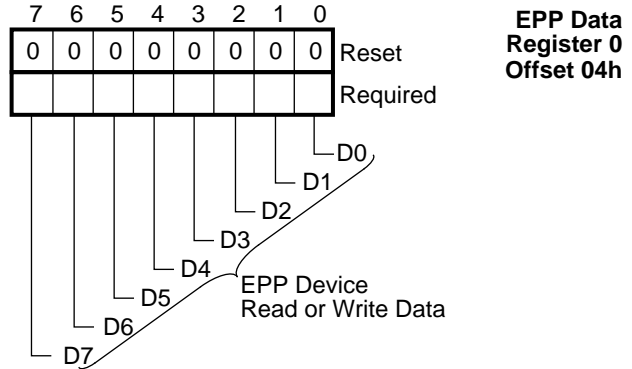 7 6 5 4 3 2 1 0
EPP Data
Register 0
Offset 04h
0 0 0 0 0 0 0 0 Reset
Required
D0
D1
D2
D3
D4
D5
D6
D7
EPP Device
Read or Write Data